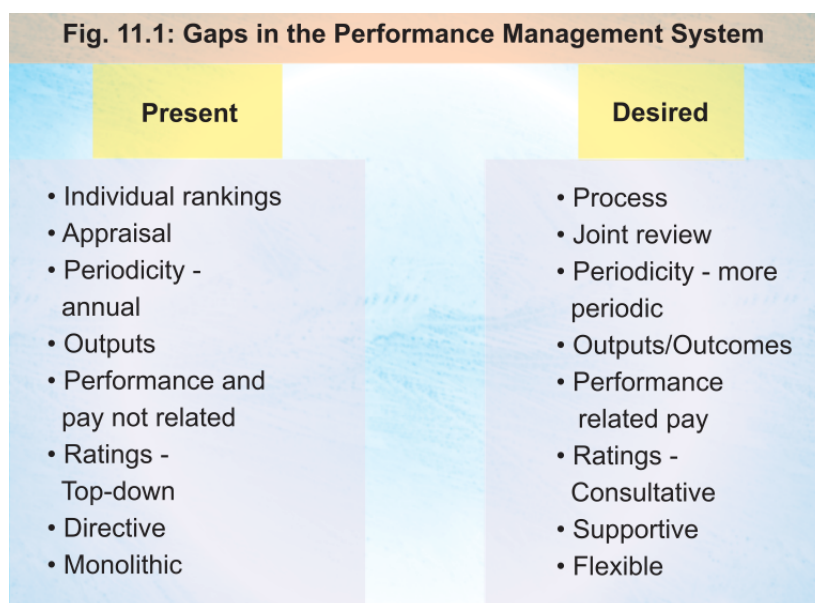 Fig. 11.1: Gaps in the Performance Management System
Present
• Individual rankings
• Appraisal
• Periodicity -
annual
• Outputs
• Performance and
pay not related
• Ratings -
Top-down
• Directive
• Monolithic
Desired
• Process
• Joint review
• Periodicity - more
periodic
• Outputs/Outcomes
• Performance
related pay
• Ratings -
Consultative
• Supportive
• Flexible